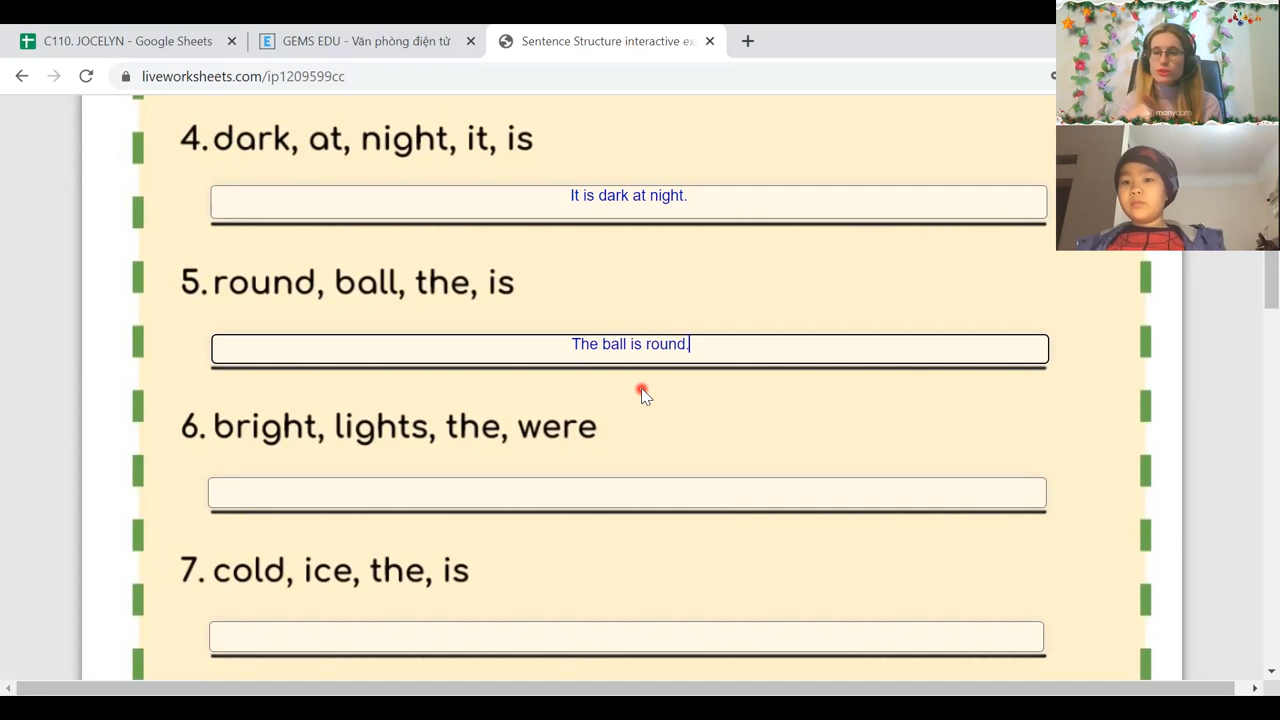 C110. JOCELYN - Google Sheets
GEMS EDU - Văn phòng điện tử
Sentence Structure interactive ex
liveworksheets.com/ip1209599cc
manycam
4. dark, at, night, it, is
It is dark at night.
5. round, ball, the, is
The ball is round.
6. bright, lights, the, were
7. cold, ice, the, is